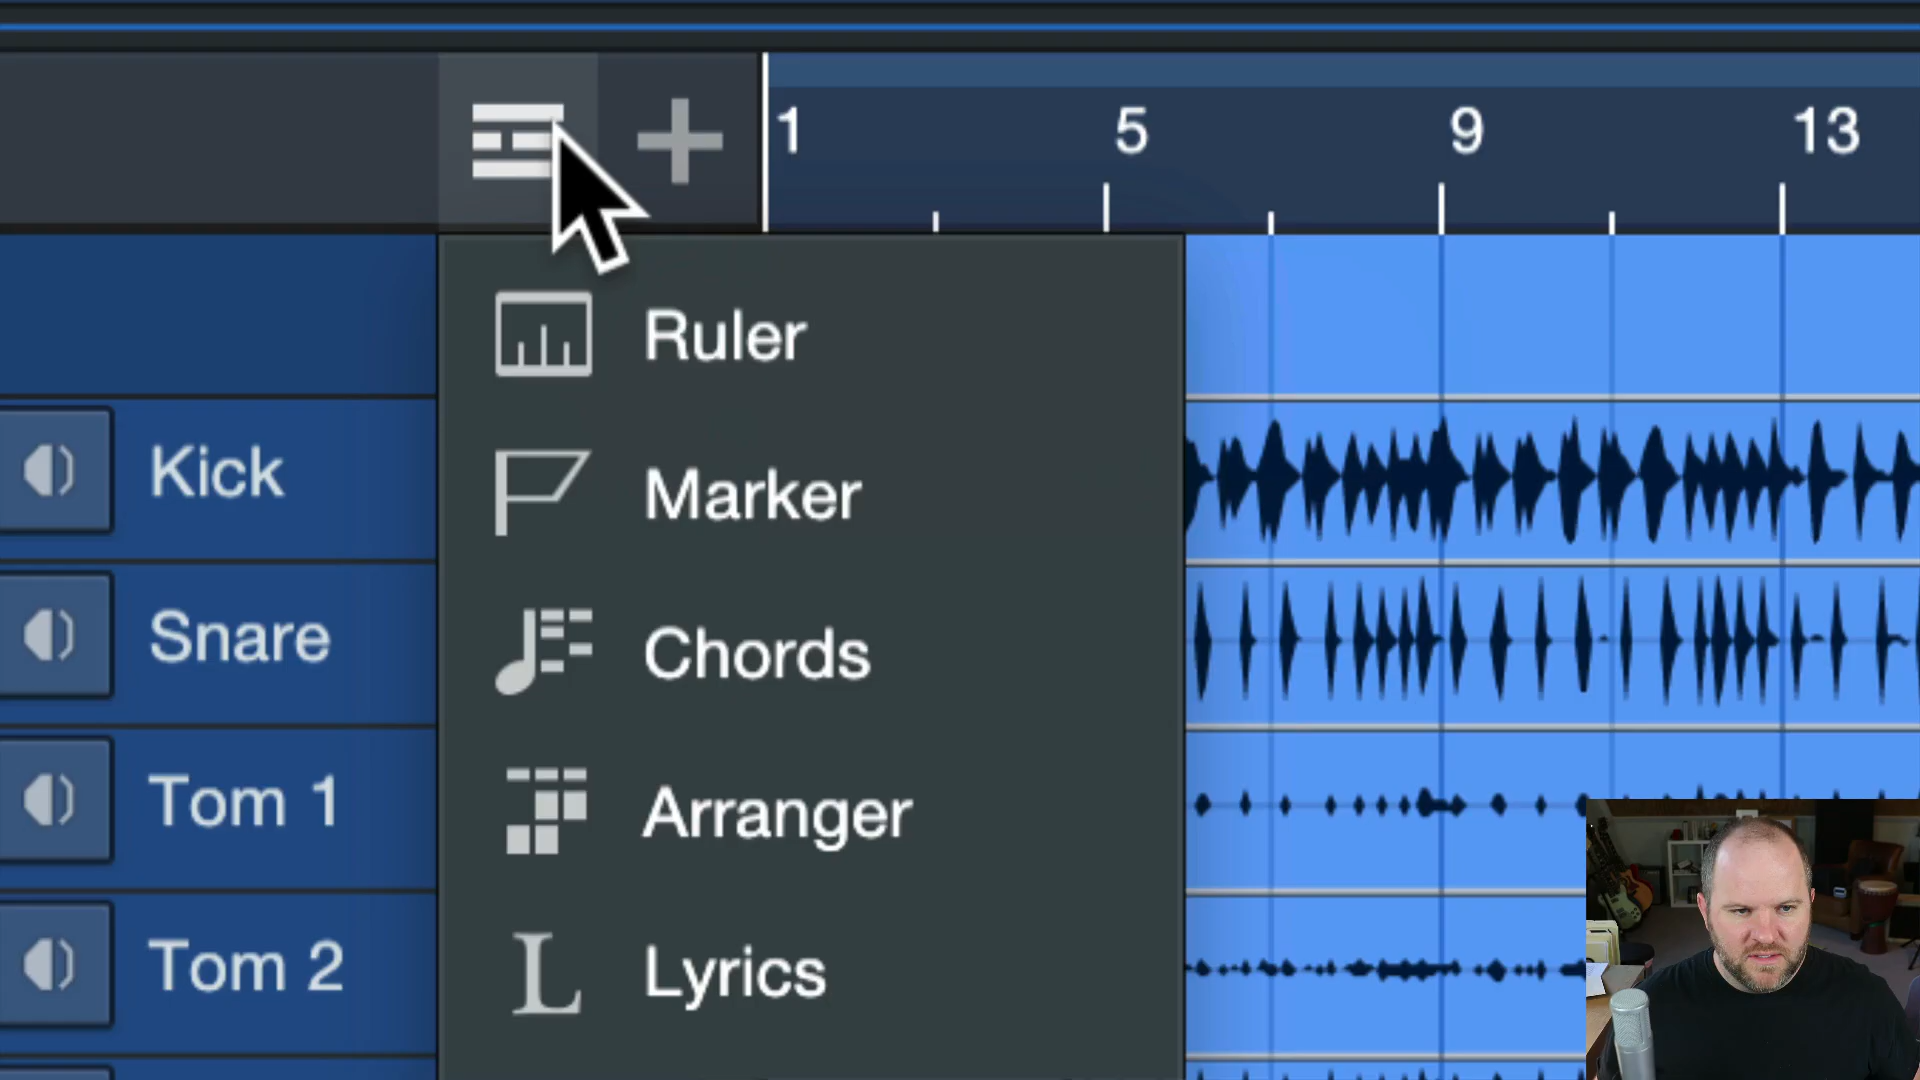 1 5 9 13
Ruler
Kick
Marker
Snare
Chords
Tom 1
Arranger
Tom 2
L Lyrics